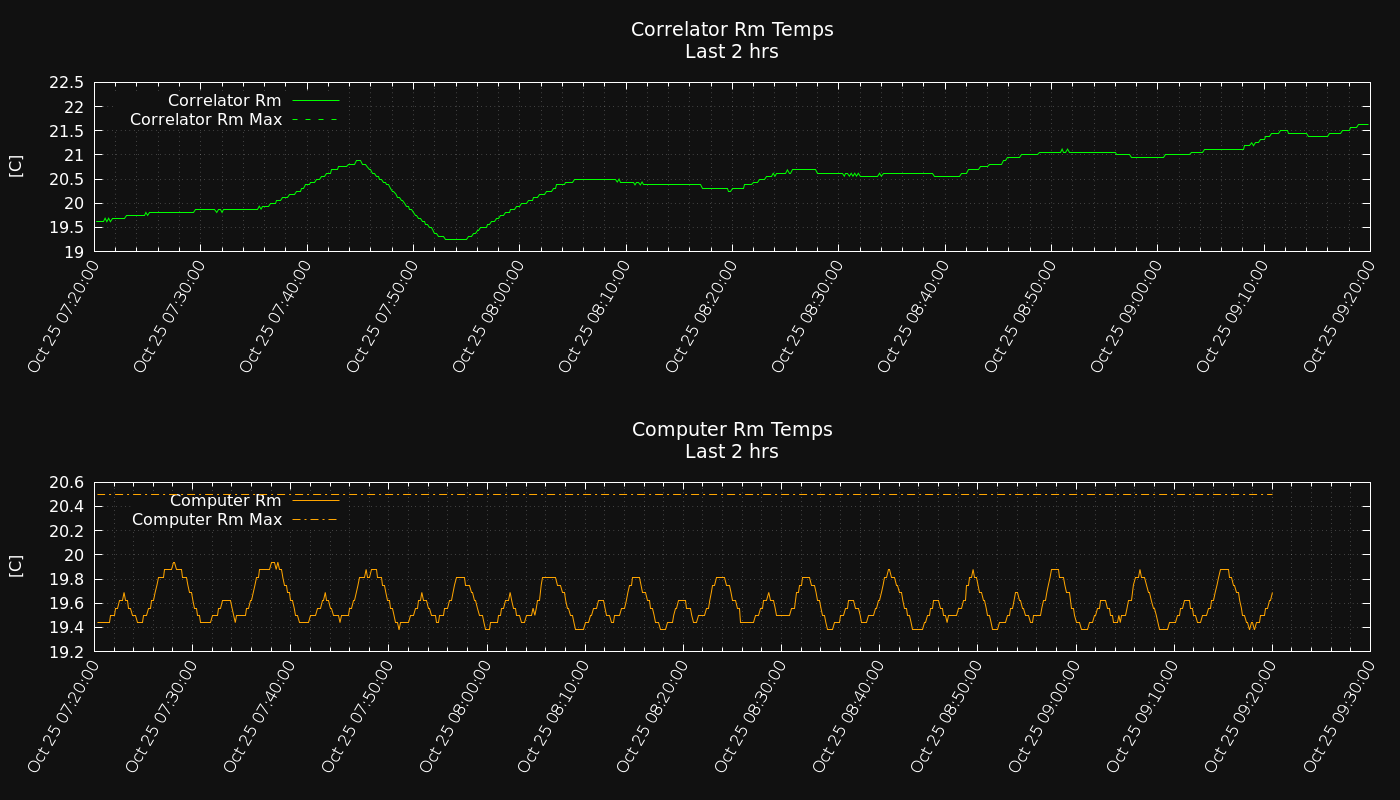 Correlator Rm Temps
Last 2 hrs
22.5
22
21.5
21
20.5
20
19.5
19
[C]
Correlator Rm
Correlator Rm Max
Oct 25 07:20:00
Oct 25 07:30:00
Oct 25 07:40:00
Oct 25 07:50:00
Oct 25 08:00:00
Oct 25 08:10:00
Oct 25 08:20:00
Oct 25 08:30:00
Oct 25 08:40:00
Oct 25 08:50:00
Oct 25 09:00:00
Oct 25 09:10:00
Oct 25 09:20:00
Computer Rm Temps
Last 2 hrs
20.6
20.4
20.2
20
19.8
19.6
19.4
19.2
[C]
Computer Rm
Computer Rm Max
Oct 25 07:20:00
Oct 25 07:30:00
Oct 25 07:40:00
Oct 25 07:50:00
Oct 25 08:00:00
Oct 25 08:10:00
Oct 25 08:20:00
Oct 25 08:30:00
Oct 25 08:40:00
Oct 25 08:50:00
Oct 25 09:00:00
Oct 25 09:10:00
Oct 25 09:20:00
Oct 25 09:30:00